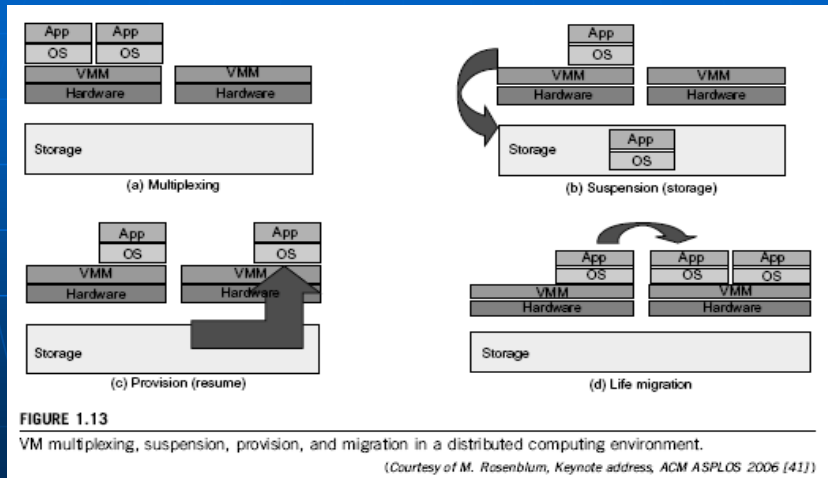 App App
OS OS
VMM VMM
Hardware Hardware
Storage
(a) Multiplexing
App
OS
VMM VMM
Hardware Hardware
Storage
App
OS
(b) Suspension (storage)
App App
OS OS
VMM VMM
Hardware Hardware
Storage
(c) Provision (resume)
App App App
OS OS OS
VMM VMM
Hardware Hardware
Storage
(d) Life migration
FIGURE 1.13
VM multiplexing, suspension, provision, and migration in a distributed computing environment.
(Courtesy of M. Rosenblum, Keynote address, ACM ASPLOS 2006 [41])